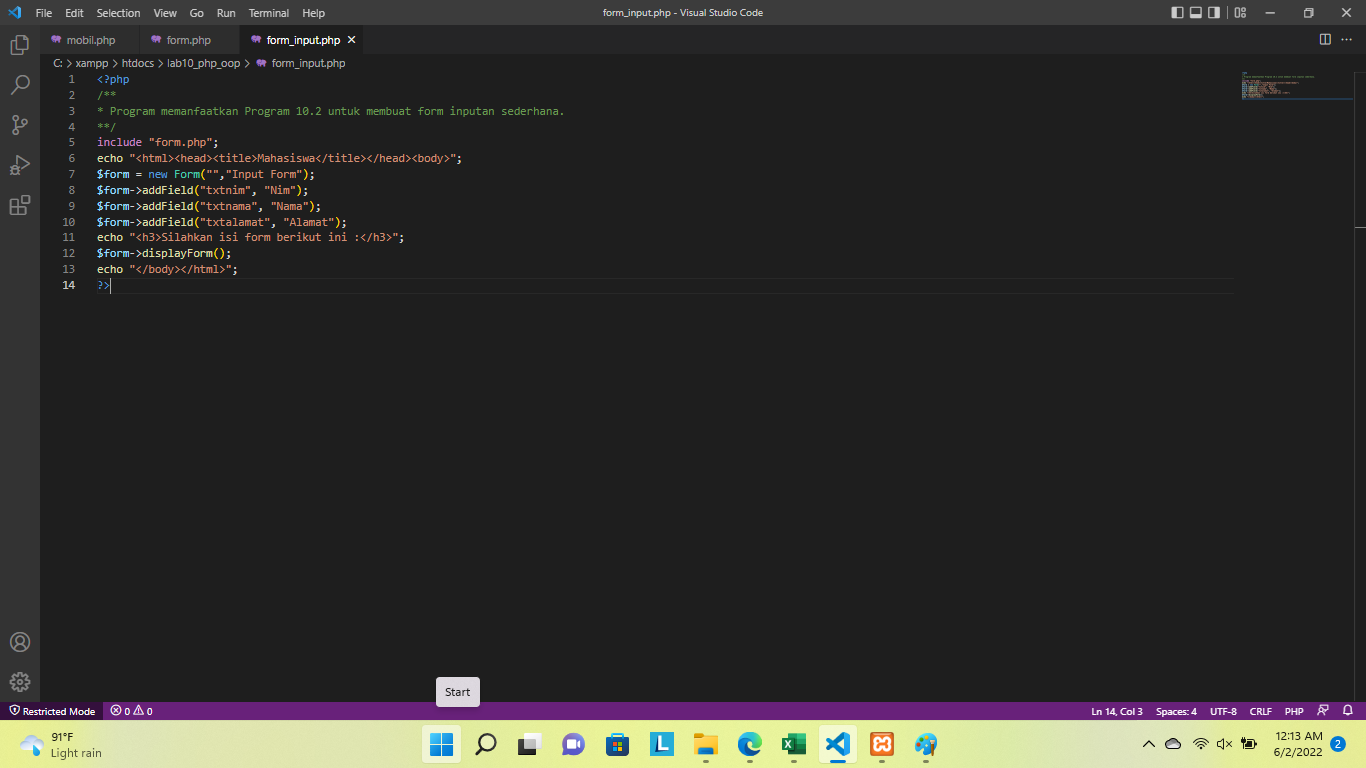 File Edit Selection View Go Run Terminal Help form_input.php - Visual Studio Code
mobil.php form.php form_input.php
C: > xampp > htdocs > lab10_php_oop > form_input.php
1 <?php
2 /**
3 * Program memanfaatkan Program 10.2 untuk membuat form inputan sederhana.
4 **/
5 include "form.php";
6 echo "<html><head><title>Mahasiswa</title></head><body>";
7 $form = new Form("","Input Form");
8 $form->addField("txtnim", "Nim");
9 $form->addField("txtnama", "Nama");
10 $form->addField("txtalamat", "Alamat");
11 echo "<h3>Silahkan isi form berikut ini :</h3>";
12 $form->displayForm();
13 echo "</body></html>";
14 ?>
Start
Restricted Mode 0 0 Ln 14, Col 3 Spaces: 4 UTF-8 CRLF PHP
91°F
Light rain
L
12:13 AM
6/2/2022 2